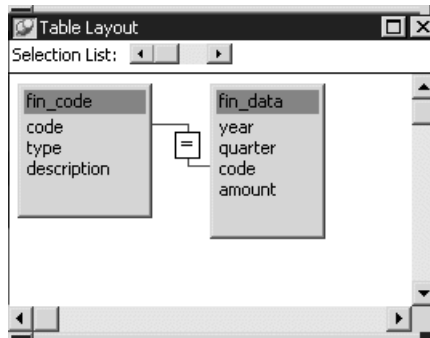 Table Layout
Selection List:
fin_code
code
type
description
=
fin_data
year
quarter
code
amount